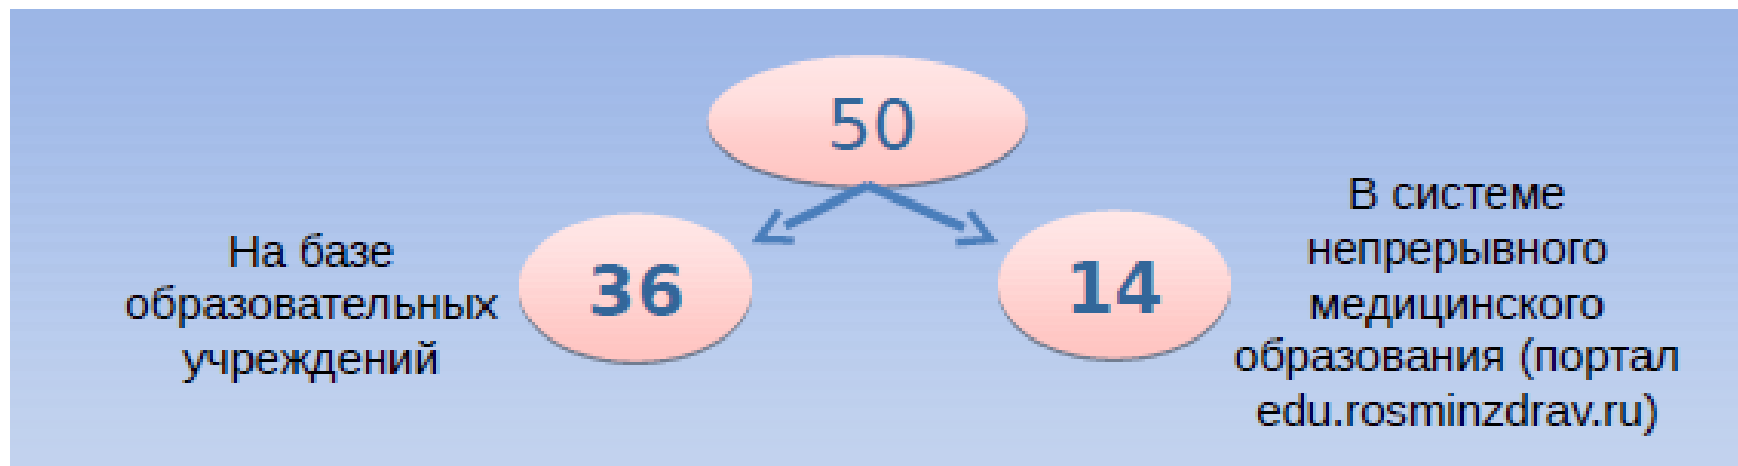 50
На базе
образовательных
учреждений
36
14
В системе
непрерывного
медицинского
образования (портал
edu.rosminzdrav.ru)